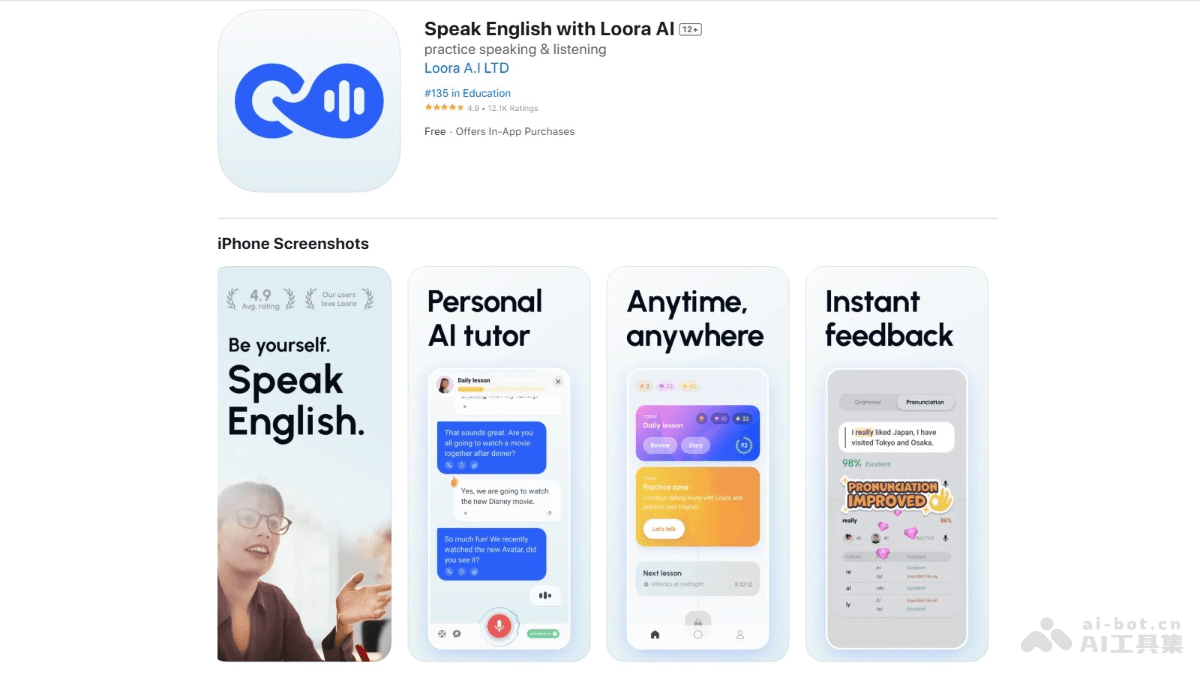 Speak English with Loora AI 12+
practice speaking & listening
Loora A.I LTD
#135 in Education
4.9 • 12.1K Ratings
Free · Offers In-App Purchases
iPhone Screenshots
4.9
Avg. rating
Our users
love Loora
Be yourself.
Speak
English.
Personal
AI tutor
Daily lesson
That sounds great. Are you
all going to watch a movie
together after dinner?
Yes, we are going to watch
the new Disney movie.
So much fun! We recently
watched the new Avatar, did
you see it?
Anytime,
anywhere
Daily lesson
Review
Story
92
Practice zone
Continue talking freely with Loora and
practice your English
Let's talk
Next lesson
Unlocks at midnight
8:02:12
Instant
feedback
Grammar
Pronunciation
I really liked Japan, I have
visited Tokyo and Osaka.
98% Excellent
PRONUNCIATION
IMPROVED
really
86%
PRACTICE
re
al
ly
ai-bot.cn
AI工具集